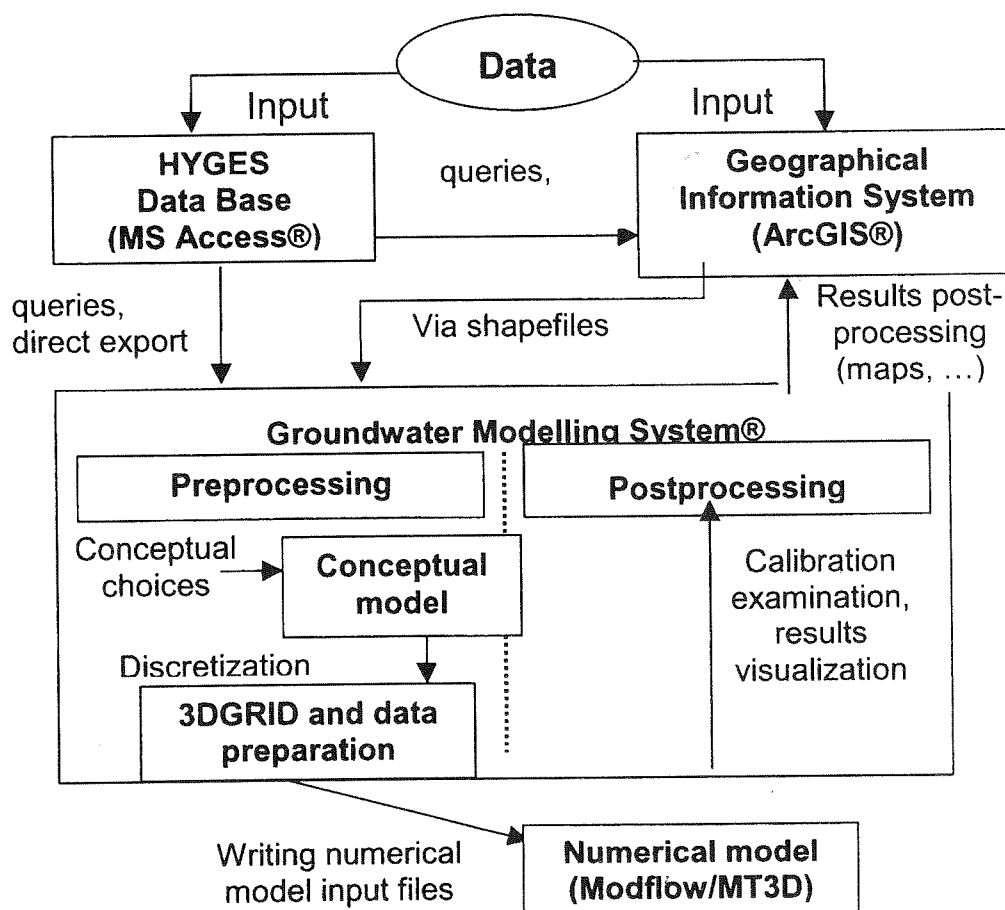 Data
Input
Input
HYGES
Data Base
(MS Access®)
queries,
Geographical
Information System
(ArcGIS®)
queries,
direct export
Via shapefiles
Results post-
processing
(maps, ...)
Groundwater Modelling System®
Preprocessing
Postprocessing
Conceptual
choices
Conceptual
model
Calibration
examination,
results
visualization
Discretization
3DGRID and data
preparation
Writing numerical
model input files
Numerical model
(Modflow/MT3D)